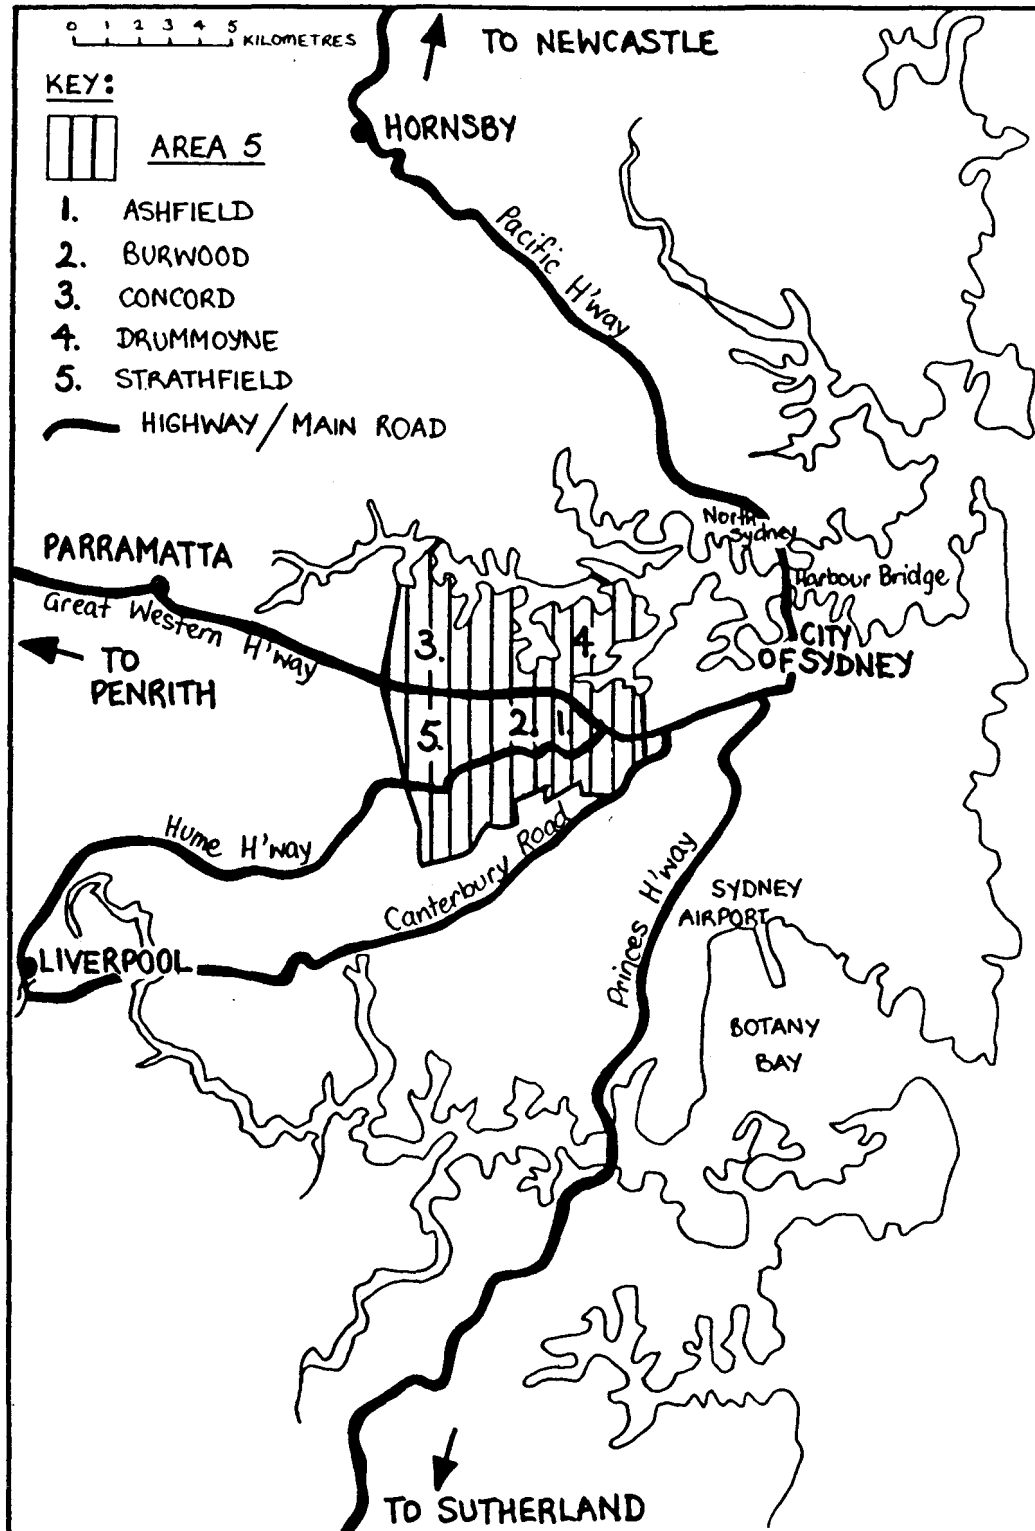 0 1 2 3 4 5 KILOMETRES
TO NEWCASTLE
KEY:
HORNSBY
AREA 5
1. ASHFIELD
2. BURWOOD
3. CONCORD
4. DRUMMOYNE
5. STRATHFIELD
HIGHWAY/MAIN ROAD
Pacific H'way
North
Sydney
PARRAMATTA
Harbour Bridge
Great Western H'way
3.
4.
CITY
OF SYDNEY
TO
PENRITH
5.
2.
1.
Hume H'way
Canterbury Road
Princes H'way
SYDNEY
AIRPORT
LIVERPOOL
BOTANY
BAY
TO SUTHERLAND